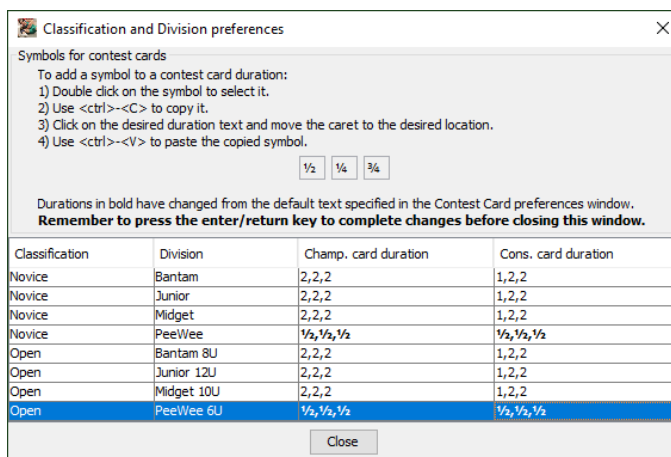 Classification and Division preferences
Symbols for contest cards
To add a symbol to a contest card duration:
1) Double click on the symbol to select it.
2) Use <ctrl>-<C> to copy it.
3) Click on the desired duration text and move the caret to the desired location.
4) Use <ctrl>-<V> to paste the copied symbol.
½ ¼ ¾
Durations in bold have changed from the default text specified in the Contest Card preferences window.
Remember to press the enter/return key to complete changes before closing this window.
Classification Division Champ. card duration Cons. card duration
Novice Bantam 2,2,2 1,2,2
Novice Junior 2,2,2 1,2,2
Novice Midget 2,2,2 1,2,2
Novice PeeWee ½,½,½ ½,½,½
Open Bantam 8U 2,2,2 1,2,2
Open Junior 12U 2,2,2 1,2,2
Open Midget 10U 2,2,2 1,2,2
Open PeeWee 6U ½,½,½ ½,½,½
Close